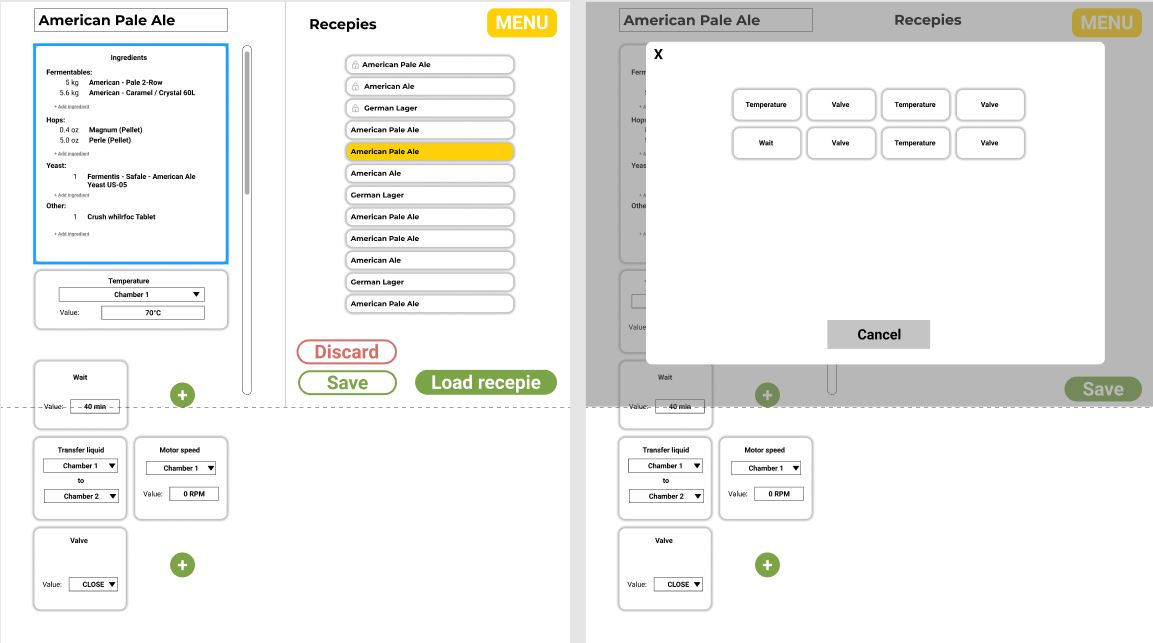 American Pale Ale
Ingredients
Fermentables:
5 kg American - Pale 2-Row
5.6 kg American - Caramel / Crystal 60L
+ Add ingredient
Hops:
0.4 oz Magnum (Pellet)
5.0 oz Perle (Pellet)
+ Add ingredient
Yeast:
1 Fermentis - Safale - American Ale
Yeast US-05
+ Add ingredient
Other:
1 Crush whilrfoc Tablet
+ Add ingredient
Temperature
Chamber 1
Value: 70°C
Wait
Value: 40 min
+
Transfer liquid
Chamber 1
to
Chamber 2
Motor speed
Chamber 1
Value: 0 RPM
Valve
Value: CLOSE
+
Recepies
MENU
American Pale Ale
American Ale
German Lager
American Pale Ale
American Pale Ale
American Ale
German Lager
American Pale Ale
American Pale Ale
American Ale
German Lager
American Pale Ale
Discard
Save
Load recepie
American Pale Ale
Recepies
MENU
Ferm
Hop
Yeas
Othe
+ A
Value
X
Temperature Valve Temperature Valve
Wait Valve Temperature Valve
Cancel
Wait
Value: 40 min
+
Save
Transfer liquid
Chamber 1
to
Chamber 2
Motor speed
Chamber 1
Value: 0 RPM
Valve
Value: CLOSE
+